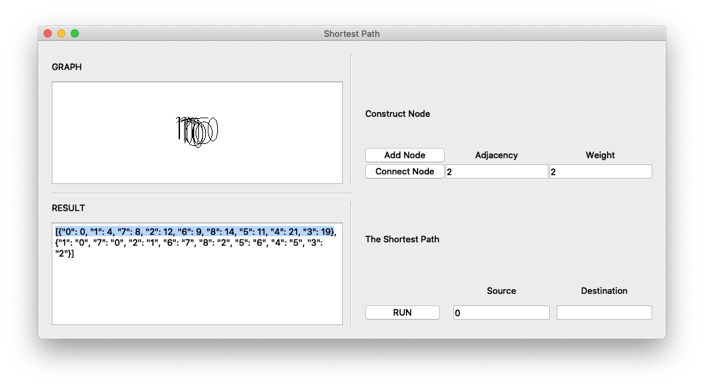 Shortest Path
GRAPH
Construct Node
Add Node
Adjacency
Weight
Connect Node
2
2
RESULT
[{"0": 0, "1": 4, "7": 8, "2": 12, "6": 9, "8": 14, "5": 11, "4": 21, "3": 19},
{"1": "0", "7": "0", "2": "1", "6": "7", "8": "2", "5": "6", "4": "5", "3":
"2"}]
The Shortest Path
Source
Destination
RUN
0